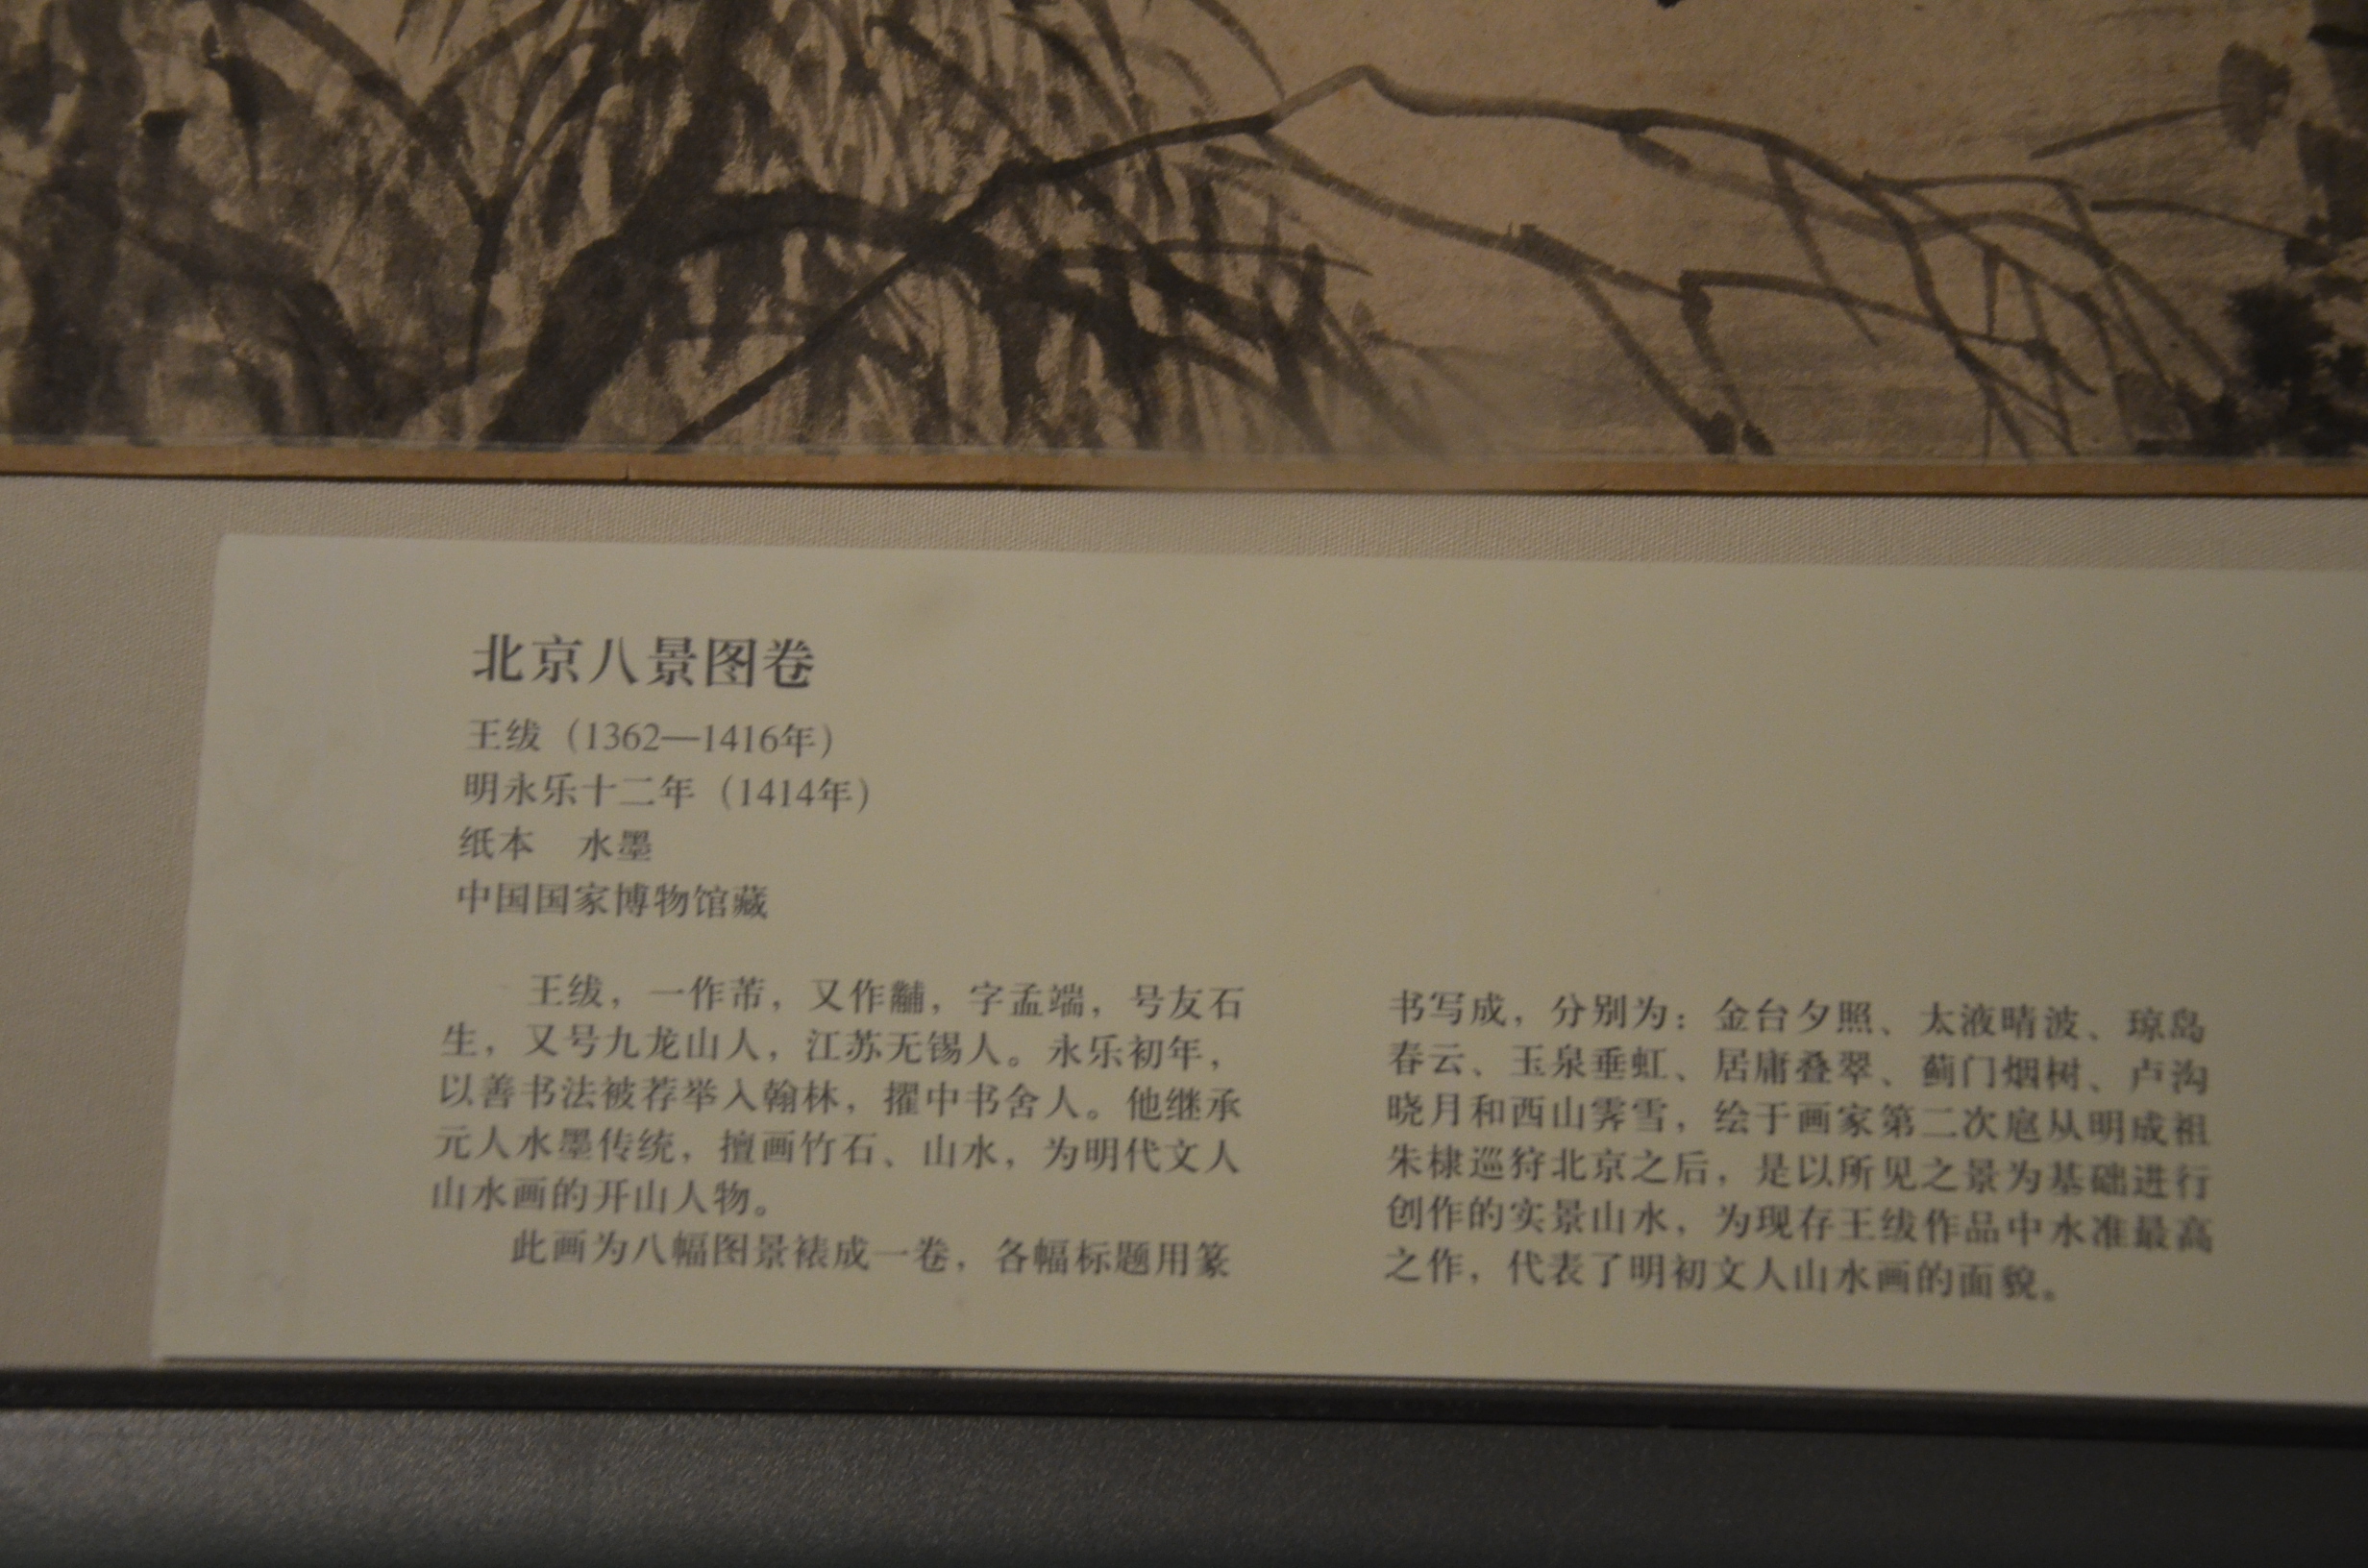 北京八景图卷
王绂（1362—1416年）
明永乐十二年（1414年）
纸本　水墨
中国国家博物馆藏
王绂，一作芾，又作黼，字孟端，号友石
生，又号九龙山人，江苏无锡人。永乐初年，
以善书法被荐举入翰林，擢中书舍人。他继承
元人水墨传统，擅画竹石、山水，为明代文人
山水画的开山人物。
此画为八幅图景裱成一卷，各幅标题用篆
书写成，分别为：金台夕照、太液晴波、琼岛
春云、玉泉垂虹、居庸叠翠、蓟门烟树、卢沟
晓月和西山霁雪，绘于画家第二次扈从明成祖
朱棣巡狩北京之后，是以所见之景为基础进行
创作的实景山水，为现存王绂作品中水准最高
之作，代表了明初文人山水画的面貌。